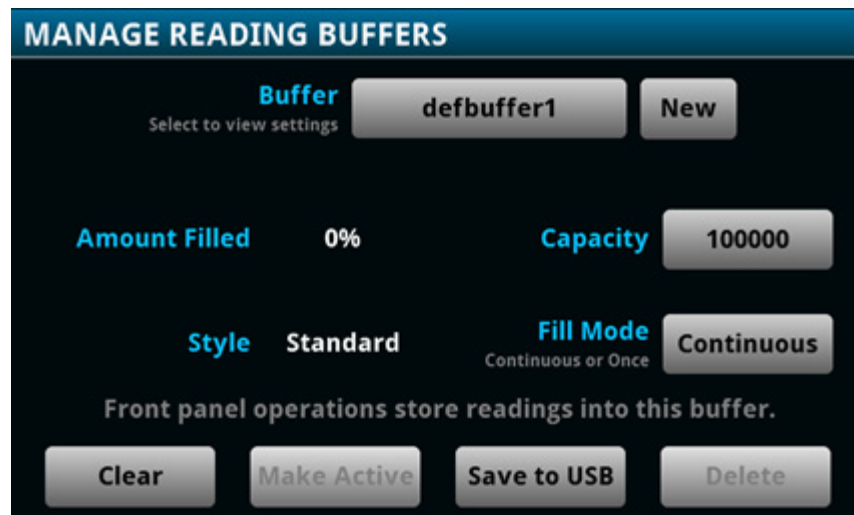 MANAGE READING BUFFERS
Buffer defbuffer1 New
Select to view settings
Amount Filled 0% Capacity 100000
Style Standard Fill Mode Continuous
Continuous or Once
Front panel operations store readings into this buffer.
Clear Make Active Save to USB Delete